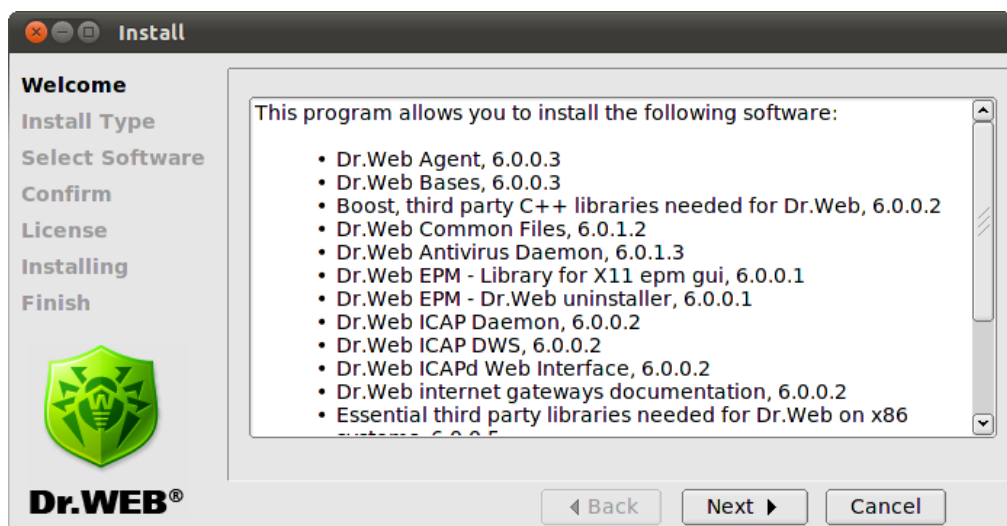 Install
Welcome
Install Type
Select Software
Confirm
License
Installing
Finish
Dr.WEB®
This program allows you to install the following software:
• Dr.Web Agent, 6.0.0.3
• Dr.Web Bases, 6.0.0.3
• Boost, third party C++ libraries needed for Dr.Web, 6.0.0.2
• Dr.Web Common Files, 6.0.1.2
• Dr.Web Antivirus Daemon, 6.0.1.3
• Dr.Web EPM - Library for X11 epm gui, 6.0.0.1
• Dr.Web EPM - Dr.Web uninstaller, 6.0.0.1
• Dr.Web ICAP Daemon, 6.0.0.2
• Dr.Web ICAP DWS, 6.0.0.2
• Dr.Web ICAPd Web Interface, 6.0.0.2
• Dr.Web internet gateways documentation, 6.0.0.2
• Essential third party libraries needed for Dr.Web on x86
systems, 6.0.0.5
Back
Next
Cancel